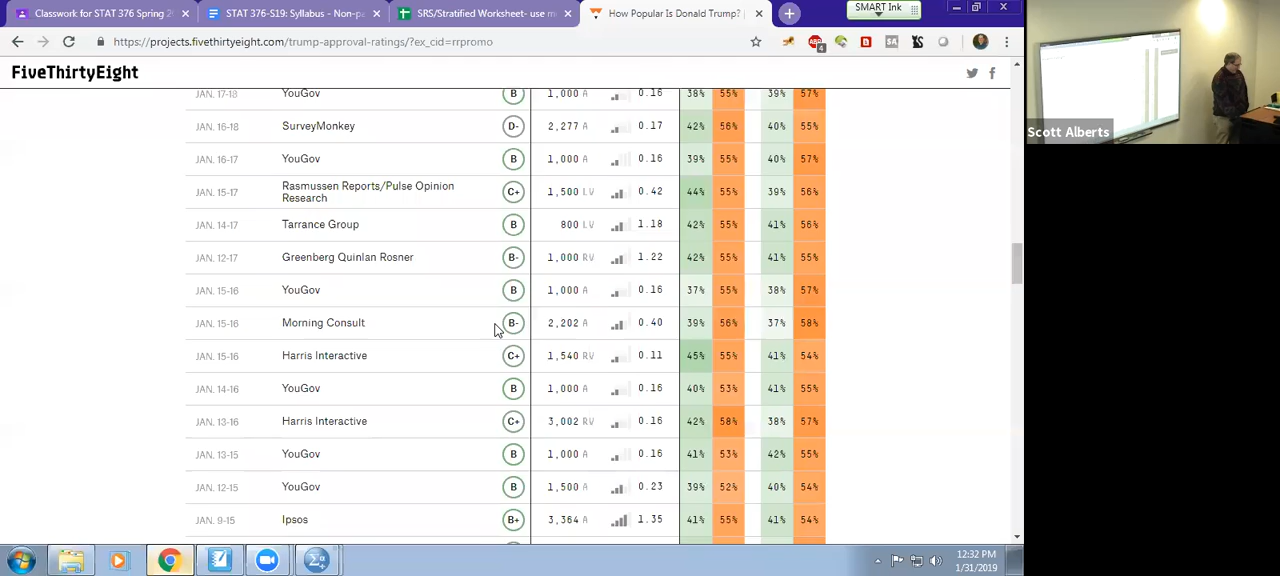 Classwork for STAT 376 Spring 2
STAT 376-S19: Syllabus - Non-pa
SRS/Stratified Worksheet- use m
How Popular Is Donald Trump?
SMART Ink
https://projects.fivethirtyeight.com/trump-approval-ratings/?ex_cid=rrpromo
FiveThirtyEight
JAN. 17-18 YouGov B 1,000 A 0.16 38% 55% 39% 57%
JAN. 16-18 SurveyMonkey D- 2,277 A 0.17 42% 56% 40% 55%
JAN. 16-17 YouGov B 1,000 A 0.16 39% 55% 40% 57%
JAN. 15-17 Rasmussen Reports/Pulse Opinion C+ 1,500 LV 0.42 44% 55% 39% 56%
Research
JAN. 14-17 Tarrance Group B 800 LV 1.18 42% 55% 41% 56%
JAN. 12-17 Greenberg Quinlan Rosner B- 1,000 RV 1.22 42% 55% 41% 55%
JAN. 15-16 YouGov B 1,000 A 0.16 37% 55% 38% 57%
JAN. 15-16 Morning Consult B- 2,202 A 0.40 39% 56% 37% 58%
JAN. 15-16 Harris Interactive C+ 1,540 RV 0.11 45% 55% 41% 54%
JAN. 14-16 YouGov B 1,000 A 0.16 40% 53% 41% 55%
JAN. 13-16 Harris Interactive C+ 3,002 RV 0.16 42% 58% 38% 57%
JAN. 13-15 YouGov B 1,000 A 0.16 41% 53% 42% 55%
JAN. 12-15 YouGov B 1,500 A 0.23 39% 52% 40% 54%
JAN. 9-15 Ipsos B+ 3,364 A 1.35 41% 55% 41% 54%
Scott Alberts
12:32 PM
1/31/2019